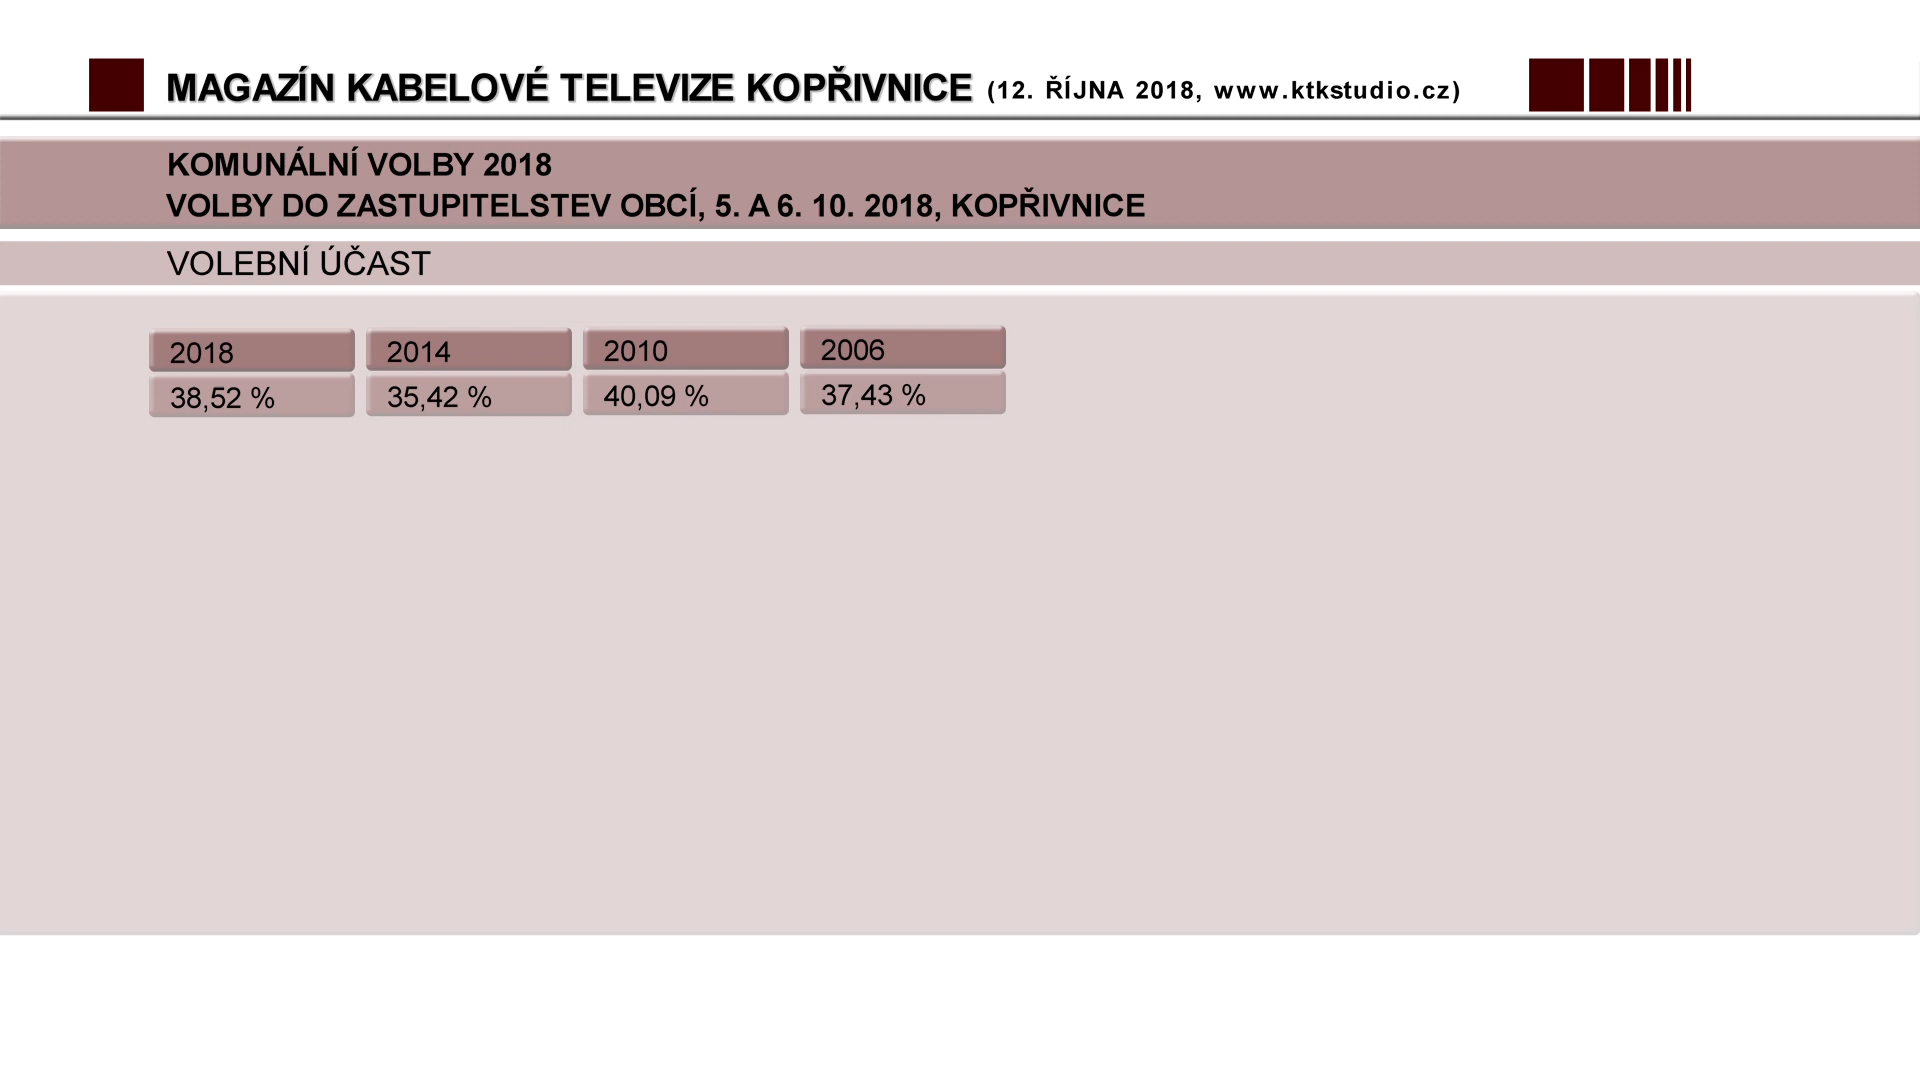 MAGAZÍN KABELOVÉ TELEVIZE KOPŘIVNICE (12. ŘÍJNA 2018, www.ktkstudio.cz)
KOMUNÁLNÍ VOLBY 2018
VOLBY DO ZASTUPITELSTEV OBCÍ, 5. A 6. 10. 2018, KOPŘIVNICE
VOLEBNÍ ÚČAST
2018 2014 2010 2006
38,52 % 35,42 % 40,09 % 37,43 %